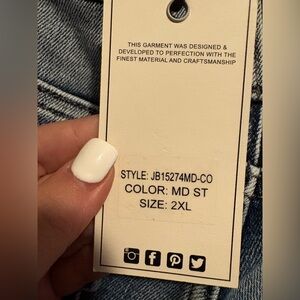 THIS GARMENT WAS DESIGNED &
DEVELOPED TO PERFECTION WITH THE
FINEST MATERIAL AND CRAFTSMANSHIP
STYLE: JB15274MD-CO
COLOR: MD ST
SIZE: 2XL